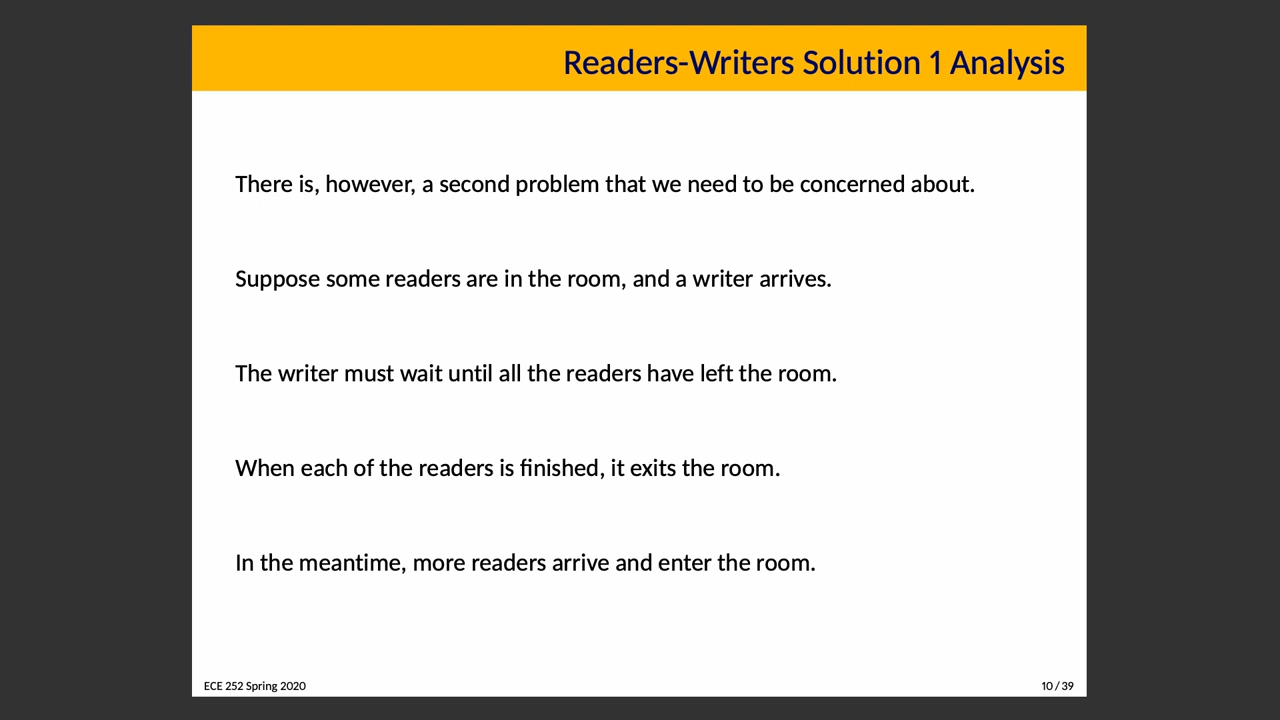 Readers-Writers Solution 1 Analysis
There is, however, a second problem that we need to be concerned about.
Suppose some readers are in the room, and a writer arrives.
The writer must wait until all the readers have left the room.
When each of the readers is finished, it exits the room.
In the meantime, more readers arrive and enter the room.
ECE 252 Spring 2020
10 / 39